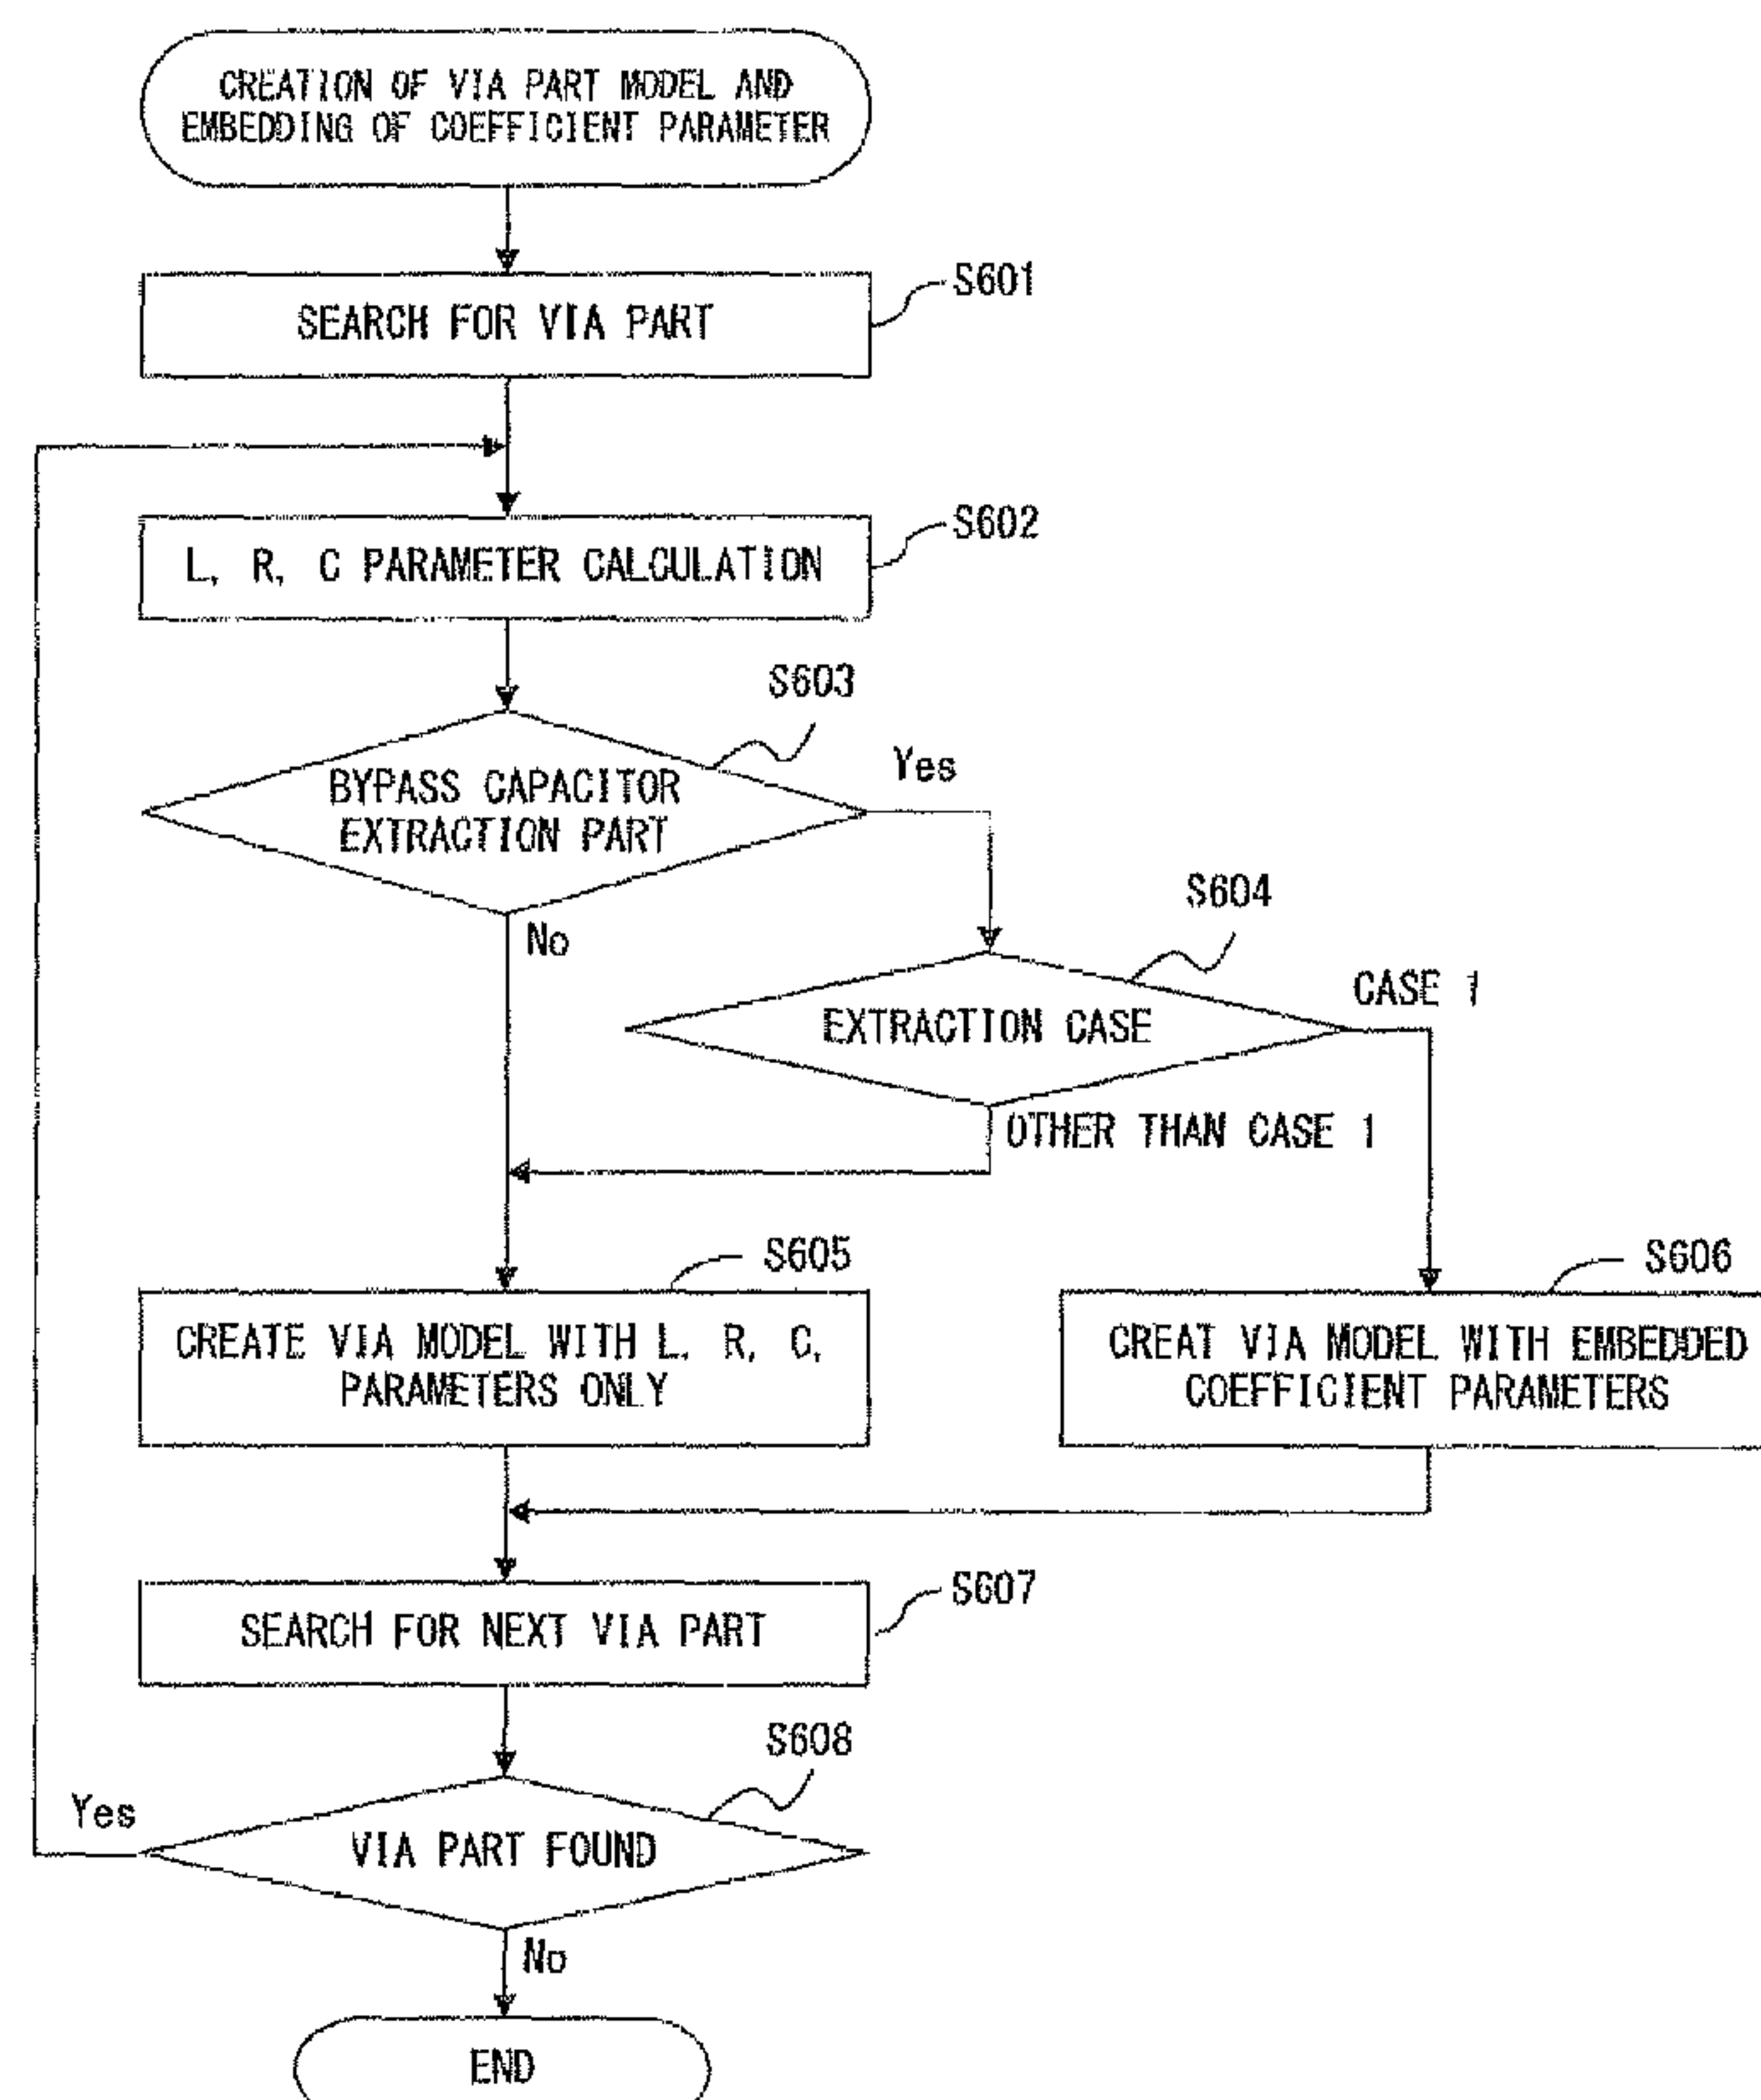 CREATION OF VIA PART MODEL AND
EMBEDDING OF COEFFICIENT PARAMETER
S601
SEARCH FOR VIA PART
S602
L, R, C PARAMETER CALCULATION
S603
BYPASS CAPACITOR
EXTRACTION PART
Yes
No
S604
EXTRACTION CASE
CASE 1
OTHER THAN CASE 1
S605
CREATE VIA MODEL WITH L, R, C,
PARAMETERS ONLY
S606
CREAT VIA MODEL WITH EMBEDDED
COEFFICIENT PARAMETERS
S607
SEARCH FOR NEXT VIA PART
S608
Yes
VIA PART FOUND
No
END